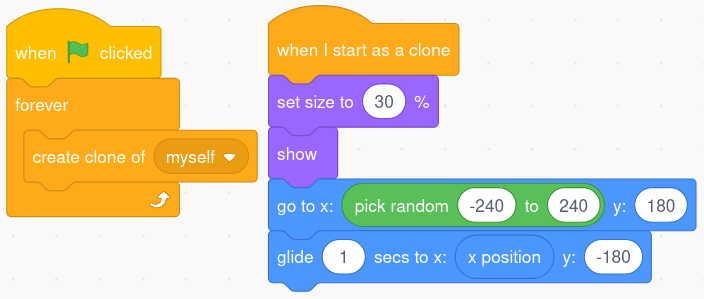 when clicked
forever
create clone of myself
when I start as a clone
set size to 30 %
show
go to x: pick random -240 to 240 y: 180
glide 1 secs to x: x position y: -180